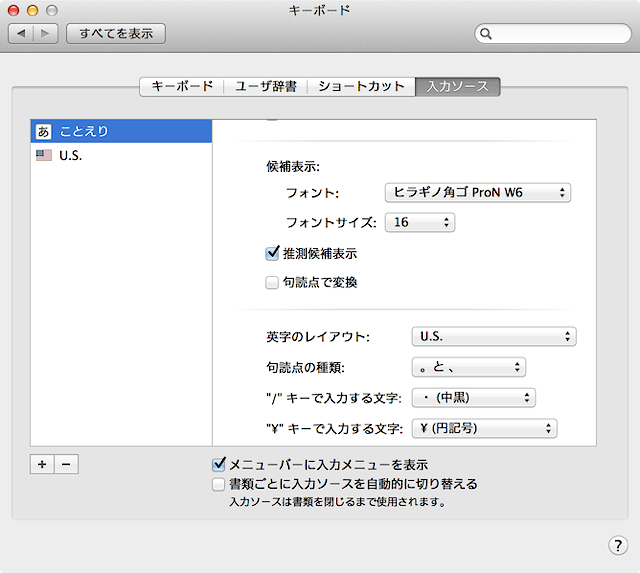 キーボード
すべてを表示
キーボード ユーザ辞書 ショートカット 入力ソース
あ ことえり
U.S.
候補表示:
フォント: ヒラギノ角ゴ ProN W6
フォントサイズ: 16
推測候補表示
句読点で変換
英字のレイアウト: U.S.
句読点の種類: 。と、
"/" キーで入力する文字: ・(中黒)
"¥" キーで入力する文字: ¥ (円記号)
+ −
メニューバーに入力メニューを表示
書類ごとに入力ソースを自動的に切り替える
入力ソースは書類を閉じるまで使用されます。
?